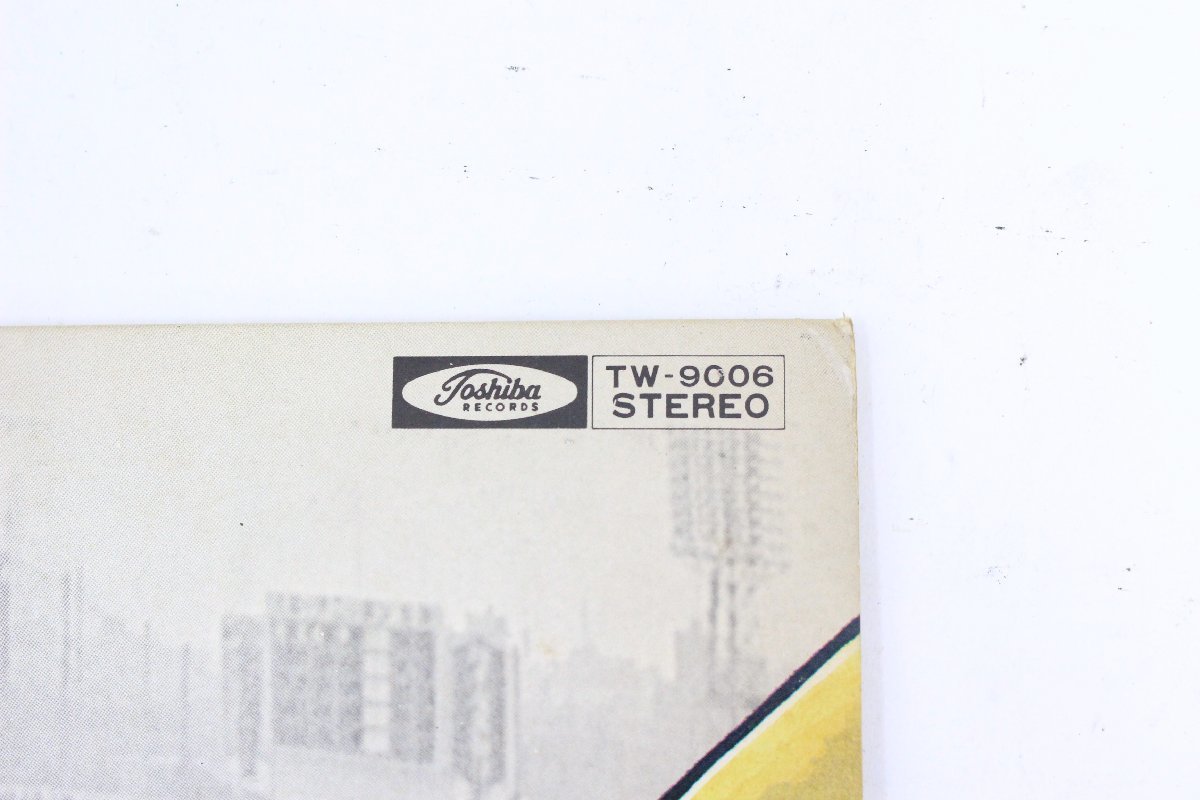 Toshiba
RECORDS
TW-9006
STEREO